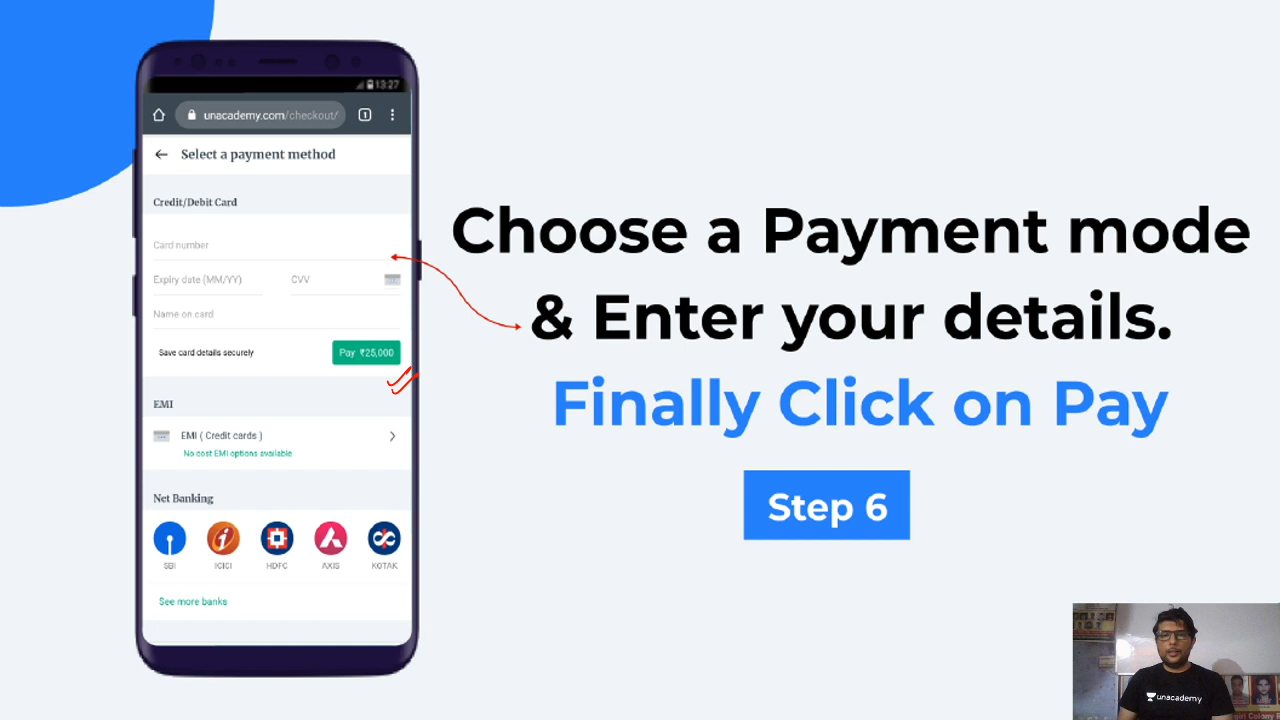 13:27
unacademy.com/checkout/
1
Select a payment method
Credit/Debit Card
Card number
Expiry date (MM/YY) CVV
Name on card
Save card details securely
Pay ₹25,000
EMI
EMI ( Credit cards )
No cost EMI options available
Net Banking
SBI ICICI HDFC AXIS KOTAK
See more banks
Choose a Payment mode
& Enter your details.
Finally Click on Pay
Step 6
unacademy
Colony